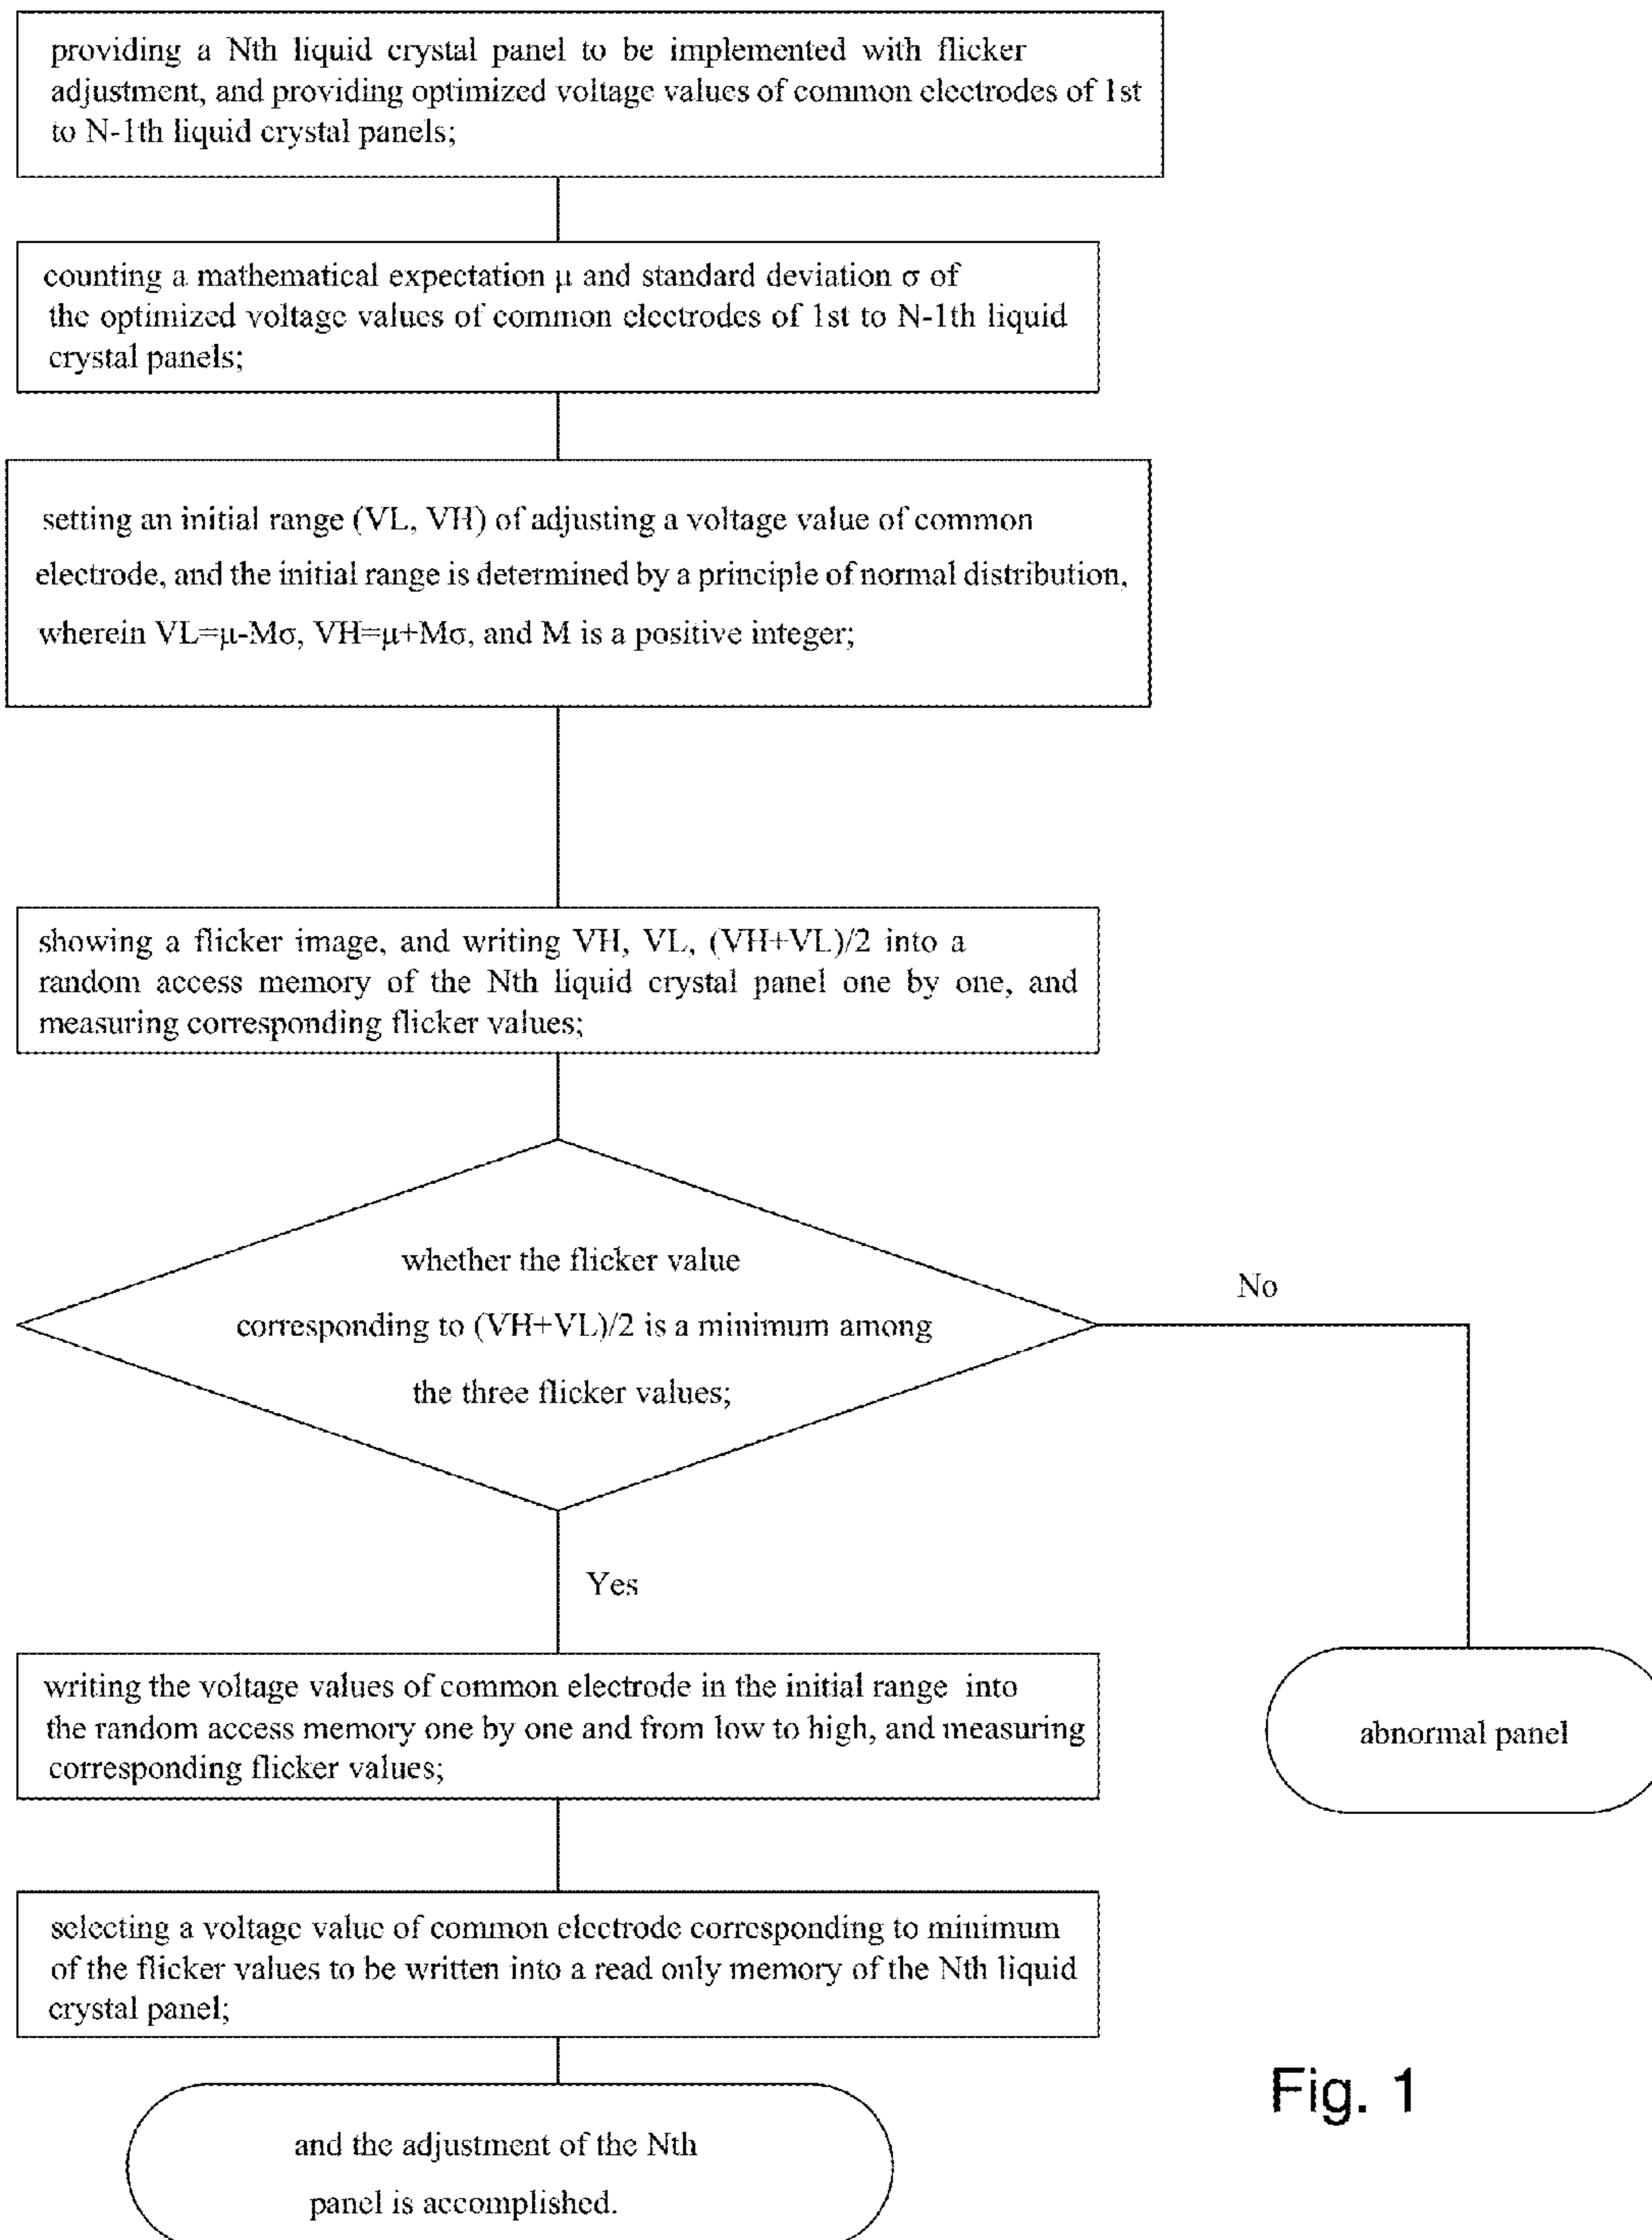 providing a Nth liquid crystal panel to be implemented with flicker
adjustment, and providing optimized voltage values of common electrodes of 1st
to N-1th liquid crystal panels;
counting a mathematical expectation μ and standard deviation σ of
the optimized voltage values of common electrodes of 1st to N-1th liquid
crystal panels;
setting an initial range (VL, VH) of adjusting a voltage value of common
electrode, and the initial range is determined by a principle of normal distribution,
wherein VL=μ-Mσ, VH=μ+Mσ, and M is a positive integer;
showing a flicker image, and writing VH, VL, (VH+VL)/2 into a
random access memory of the Nth liquid crystal panel one by one, and
measuring corresponding flicker values;
whether the flicker value
corresponding to (VH+VL)/2 is a minimum among
the three flicker values;
No
Yes
writing the voltage values of common electrode in the initial range into
the random access memory one by one and from low to high, and measuring
corresponding flicker values;
abnormal panel
selecting a voltage value of common electrode corresponding to minimum
of the flicker values to be written into a read only memory of the Nth liquid
crystal panel;
Fig. 1
and the adjustment of the Nth
panel is accomplished.